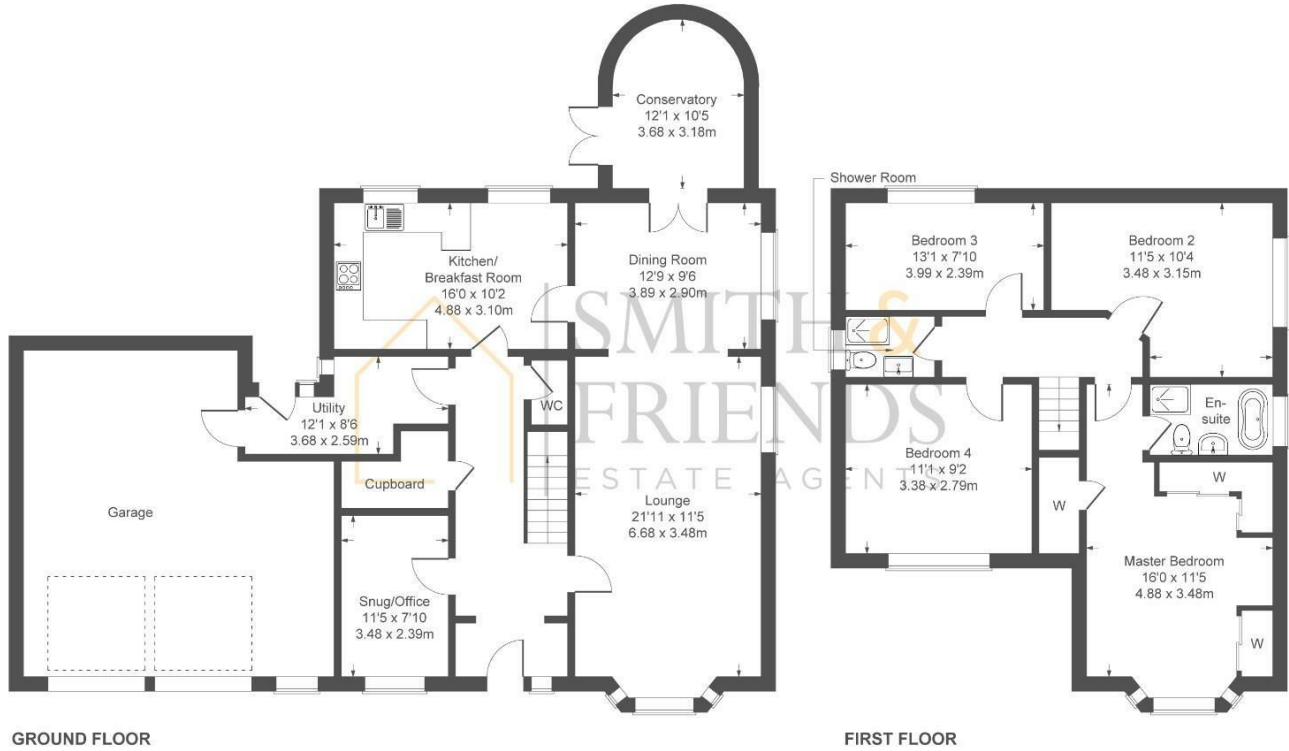 Conservatory
12'1 x 10'5
3.68 x 3.18m
Kitchen/
Breakfast Room
16'0 x 10'2
4.88 x 3.10m
Dining Room
12'9 x 9'6
3.89 x 2.90m
Utility
12'1 x 8'6
3.68 x 2.59m
WC
Cupboard
Garage
Lounge
21'11 x 11'5
6.68 x 3.48m
Snug/Office
11'5 x 7'10
3.48 x 2.39m
GROUND FLOOR
SMITH &
FRIENDS
ESTATE AGENTS
Shower Room
Bedroom 3
13'1 x 7'10
3.99 x 2.39m
Bedroom 2
11'5 x 10'4
3.48 x 3.15m
En-
suite
Bedroom 4
11'1 x 9'2
3.38 x 2.79m
W
W
Master Bedroom
16'0 x 11'5
4.88 x 3.48m
W
FIRST FLOOR